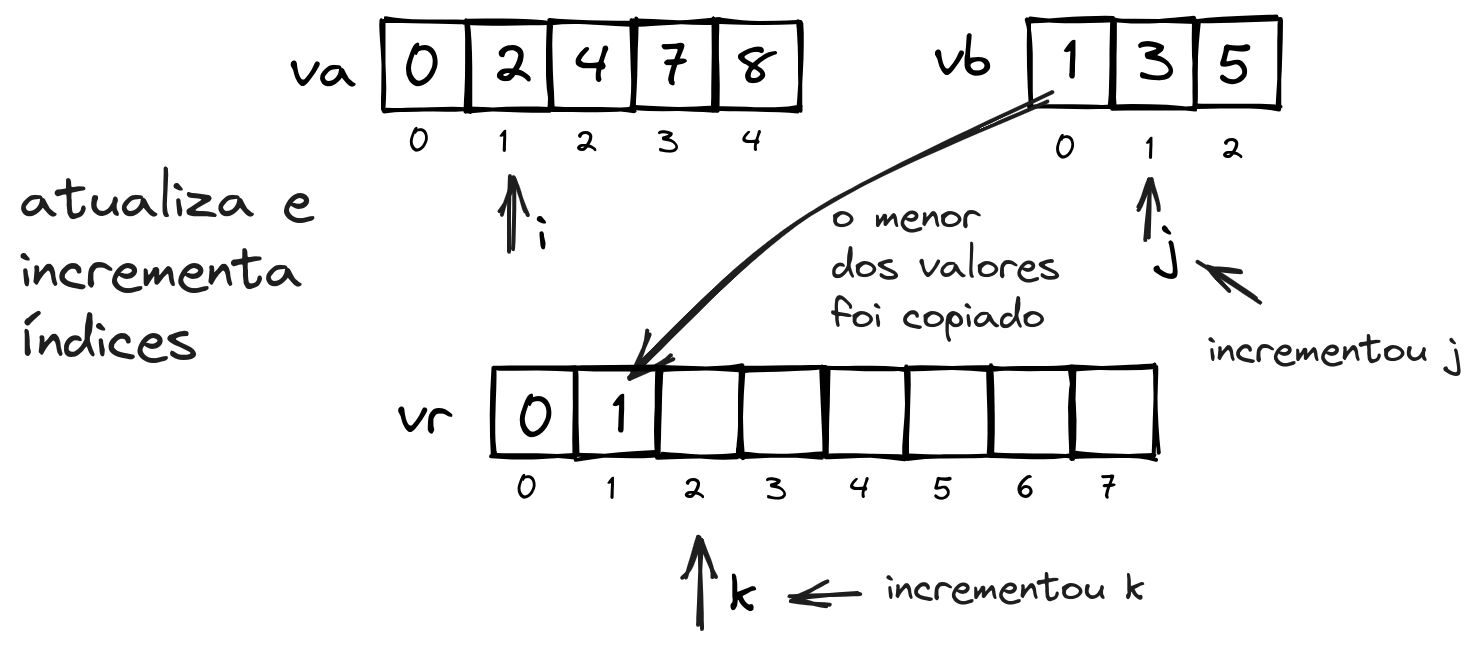 va 0 2 4 7 8
0 1 2 3 4
vb 1 3 5
0 1 2
atualiza e
incrementa
índices
i
j
o menor
dos valores
foi copiado
incrementou j
vr 0 1
0 1 2 3 4 5 6 7
k
incrementou k